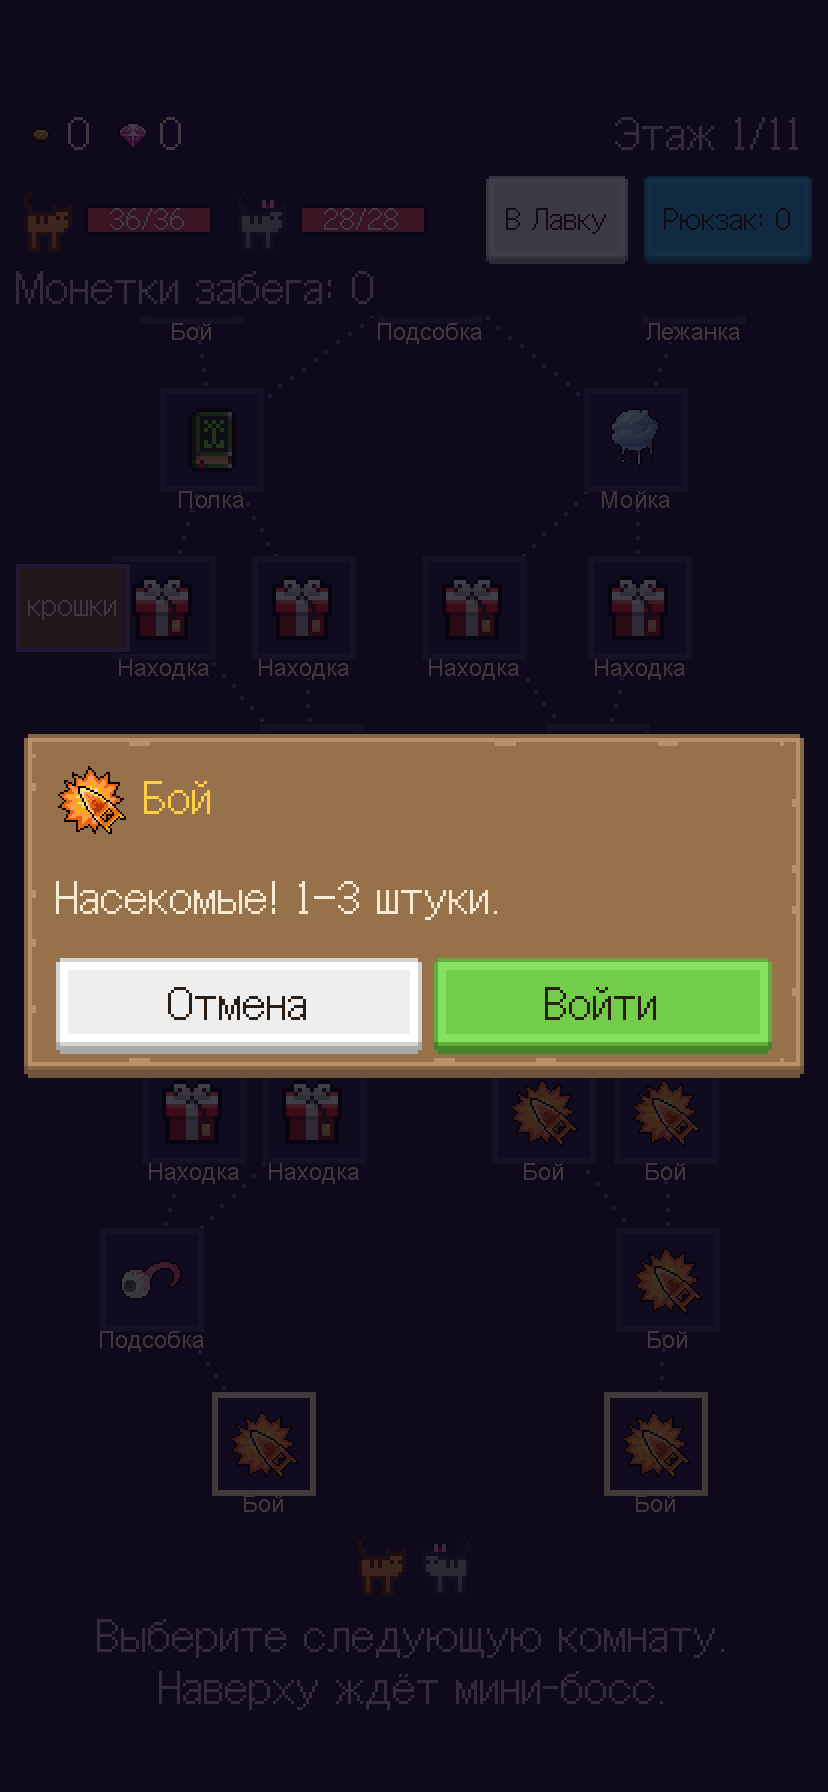 0 0 Этаж 1/11
36/36 28/28 В Лавку Рюкзак: 0
Монетки забега: 0
Бой Подсобка Лежанка
Полка Мойка
крошки
Находка Находка Находка Находка
Бой
Насекомые! 1-3 штуки.
Отмена Войти
Находка Находка Бой Бой
Подсобка Бой
Бой Бой
Выберите следующую комнату.
Наверху ждёт мини-босс.